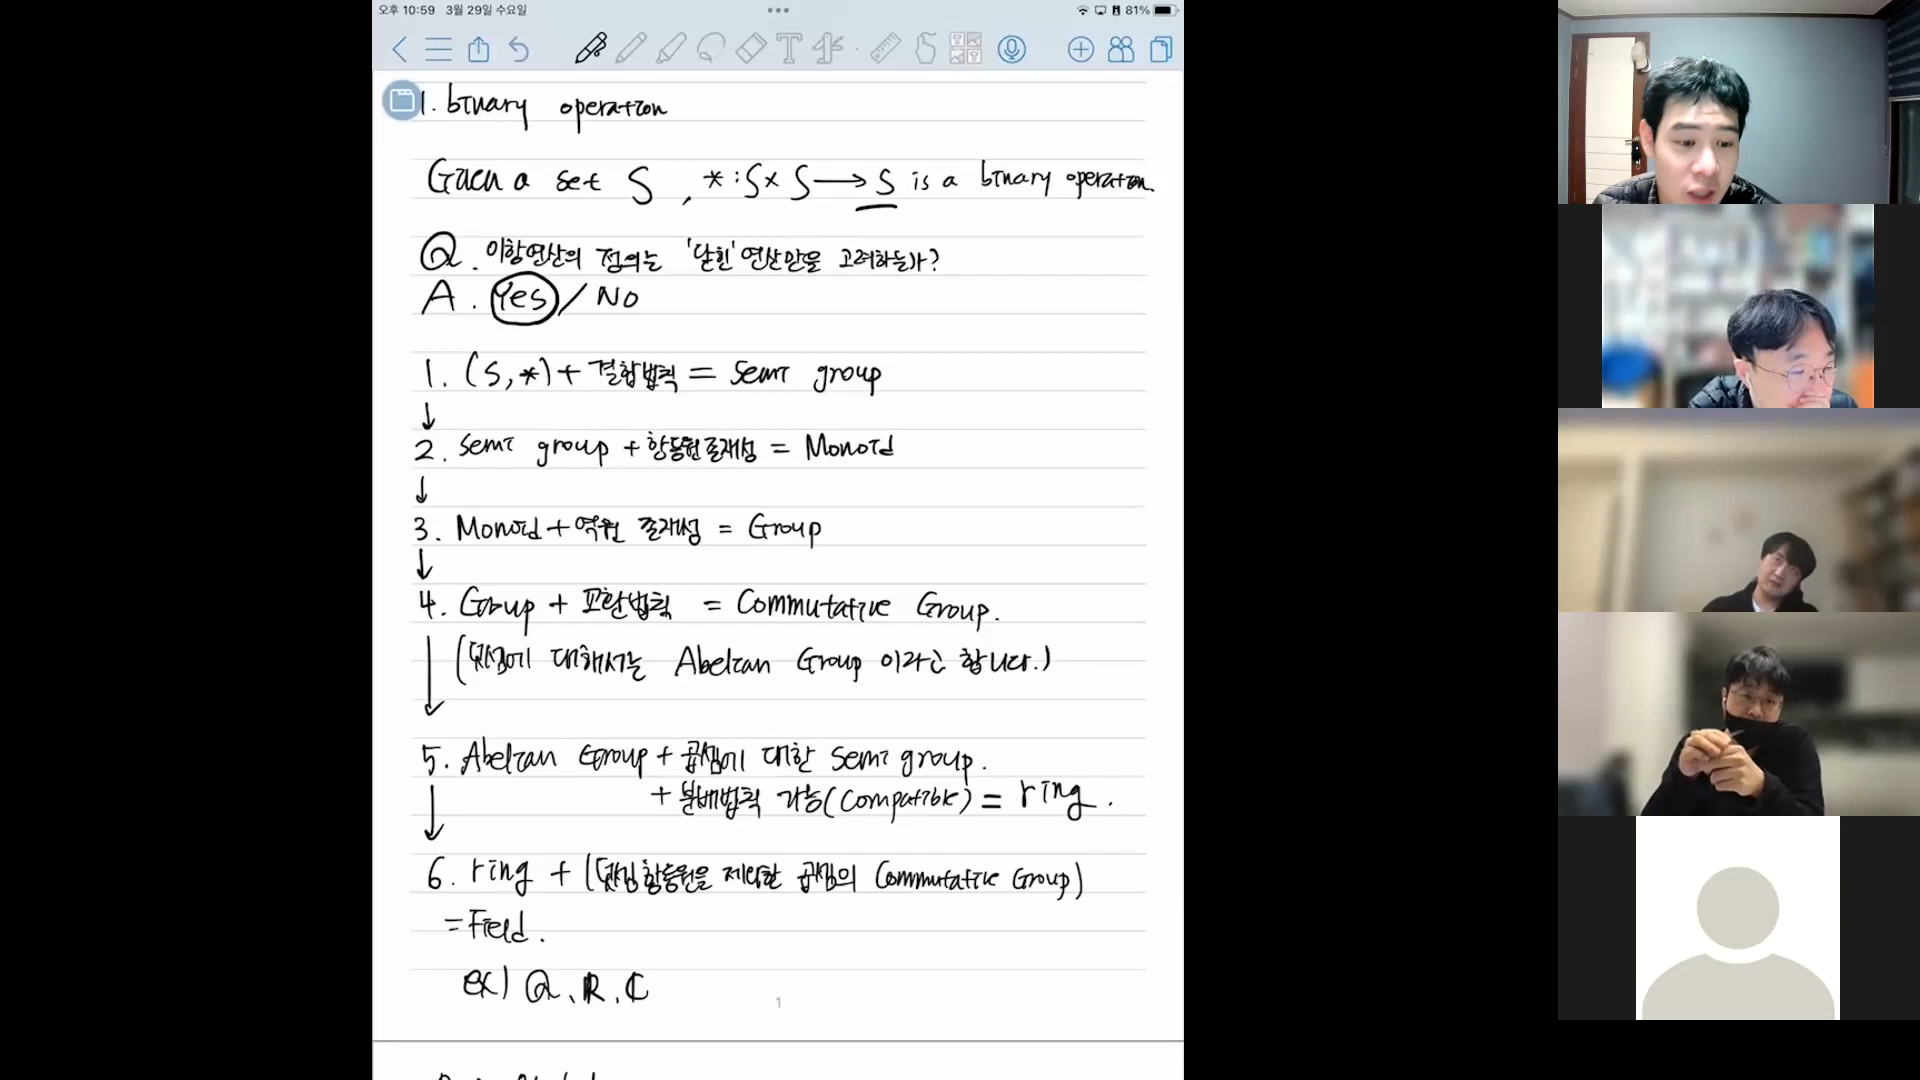 오후 10:59 3월 29일 수요일
81%
1. binary operation
Given a set S, *: S × S ⟶ S is a binary operation.
Q. 이항연산의 정의는 '닫힌' 연산만을 고려하는가?
A. Yes / No
1. (S, *) + 결합법칙 = Semi group
↓
2. Semi group + 항등원 존재성 = Monoid
↓
3. Monoid + 역원 존재성 = Group
↓
4. Group + 교환법칙 = Commutative Group.
(덧셈에 대해서는 Abelian Group 이라고 합니다.)
↓
5. Abelian Group + 곱셈에 대한 Semi group.
+ 분배법칙 가능(Compatible) = ring.
↓
6. ring + (덧셈 항등원을 제외한 곱셈의 Commutative Group)
= Field.
ex) ℚ, ℝ, ℂ
1